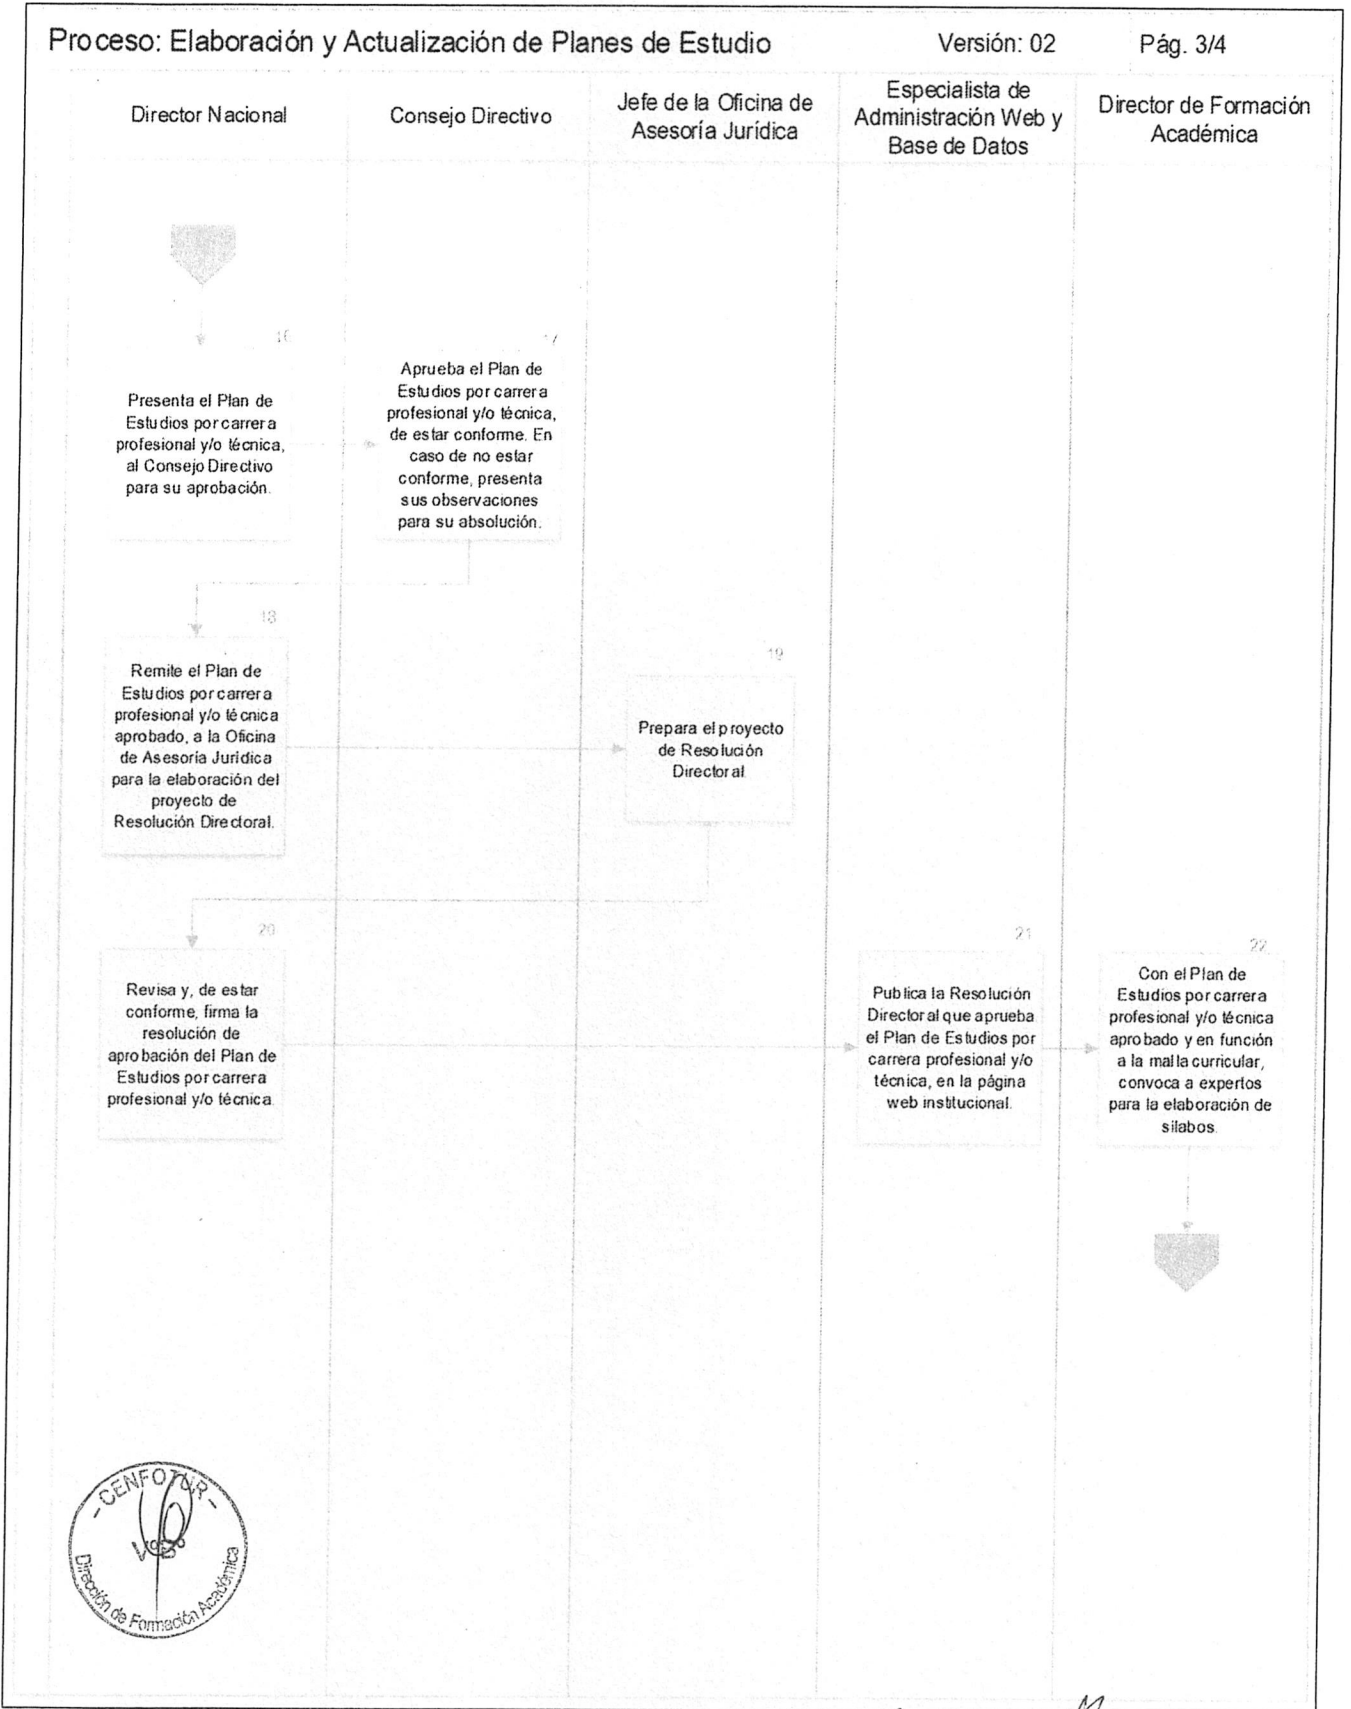 Proceso: Elaboración y Actualización de Planes de Estudio
Versión: 02
Pág. 3/4
Director Nacional
Consejo Directivo
Jefe de la Oficina de
Asesoría Jurídica
Especialista de
Administración Web y
Base de Datos
Director de Formación
Académica
16
Presenta el Plan de
Estudios por carrera
profesional y/o técnica,
al Consejo Directivo
para su aprobación.
17
Aprueba el Plan de
Estudios por carrera
profesional y/o técnica,
de estar conforme. En
caso de no estar
conforme, presenta
sus observaciones
para su absolución.
18
Remite el Plan de
Estudios por carrera
profesional y/o técnica
aprobado, a la Oficina
de Asesoría Jurídica
para la elaboración del
proyecto de
Resolución Directoral.
19
Prepara el proyecto
de Resolución
Directoral
20
Revisa y, de estar
conforme, firma la
resolución de
aprobación del Plan de
Estudios por carrera
profesional y/o técnica.
21
Publica la Resolución
Directoral que aprueba
el Plan de Estudios por
carrera profesional y/o
técnica, en la página
web institucional.
22
Con el Plan de
Estudios por carrera
profesional y/o técnica
aprobado y en función
a la malla curricular,
convoca a expertos
para la elaboración de
silabos.
- CENFOTUR -
V°B°
Dirección de Formación Académica